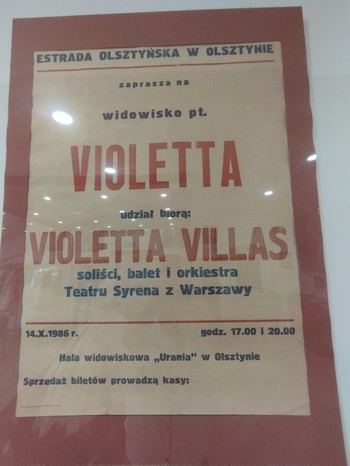 ESTRADA OLSZTYŃSKA W OLSZTYNIE
zaprasza na
widowisko pt.
VIOLETTA
udział biorą:
VIOLETTA VILLAS
soliści, balet i orkiestra
Teatru Syrena z Warszawy
14.X.1986 r. godz. 17.00 i 20.00
Hala widowiskowa „Urania" w Olsztynie
Sprzedaż biletów prowadzą kasy: